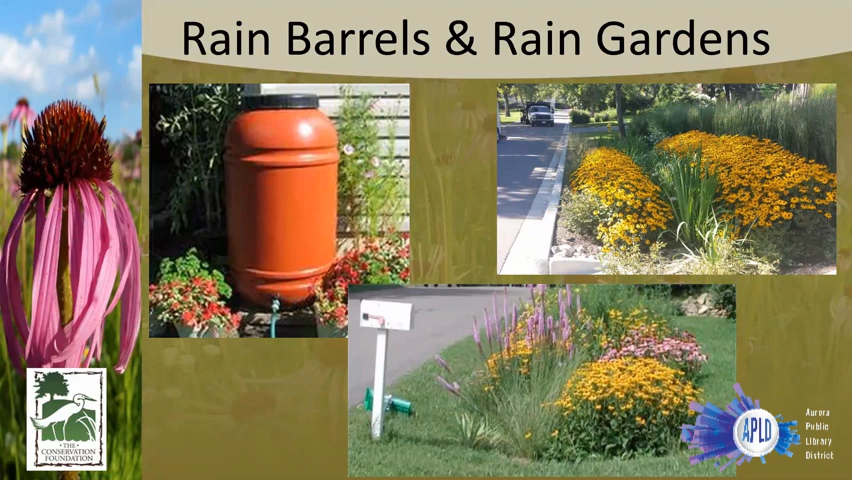 Rain Barrels & Rain Gardens
• THE
CONSERVATION
FOUNDATION •
APLD
Aurora
Public
Library
District